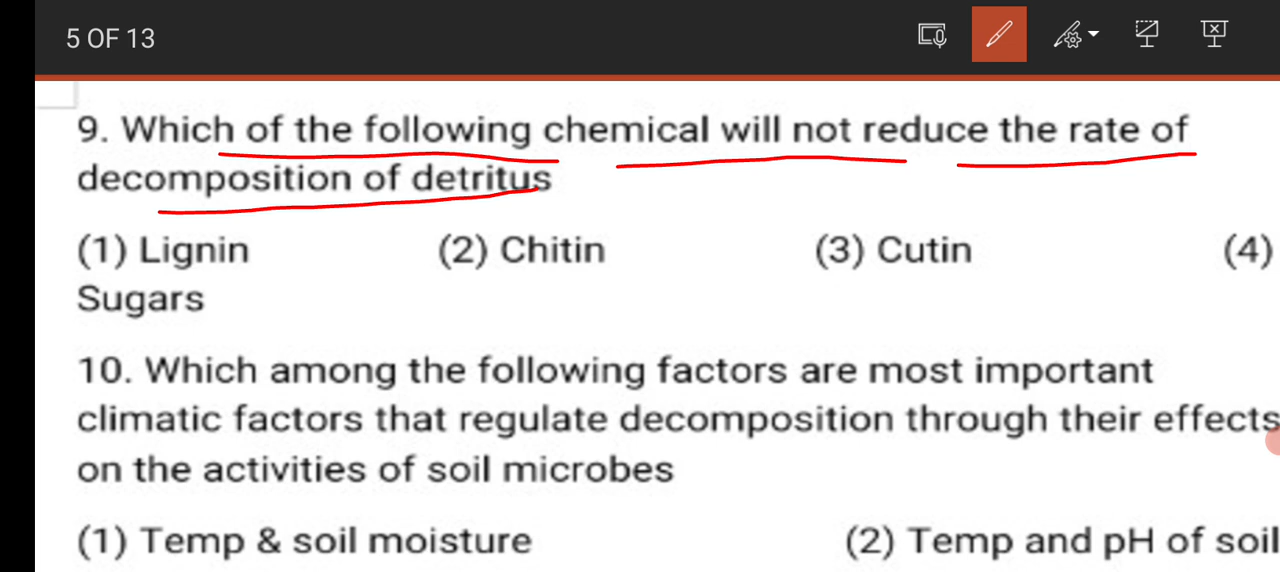 5 OF 13
9. Which of the following chemical will not reduce the rate of
decomposition of detritus
(1) Lignin (2) Chitin (3) Cutin (4)
Sugars
10. Which among the following factors are most important
climatic factors that regulate decomposition through their effects
on the activities of soil microbes
(1) Temp & soil moisture (2) Temp and pH of soil